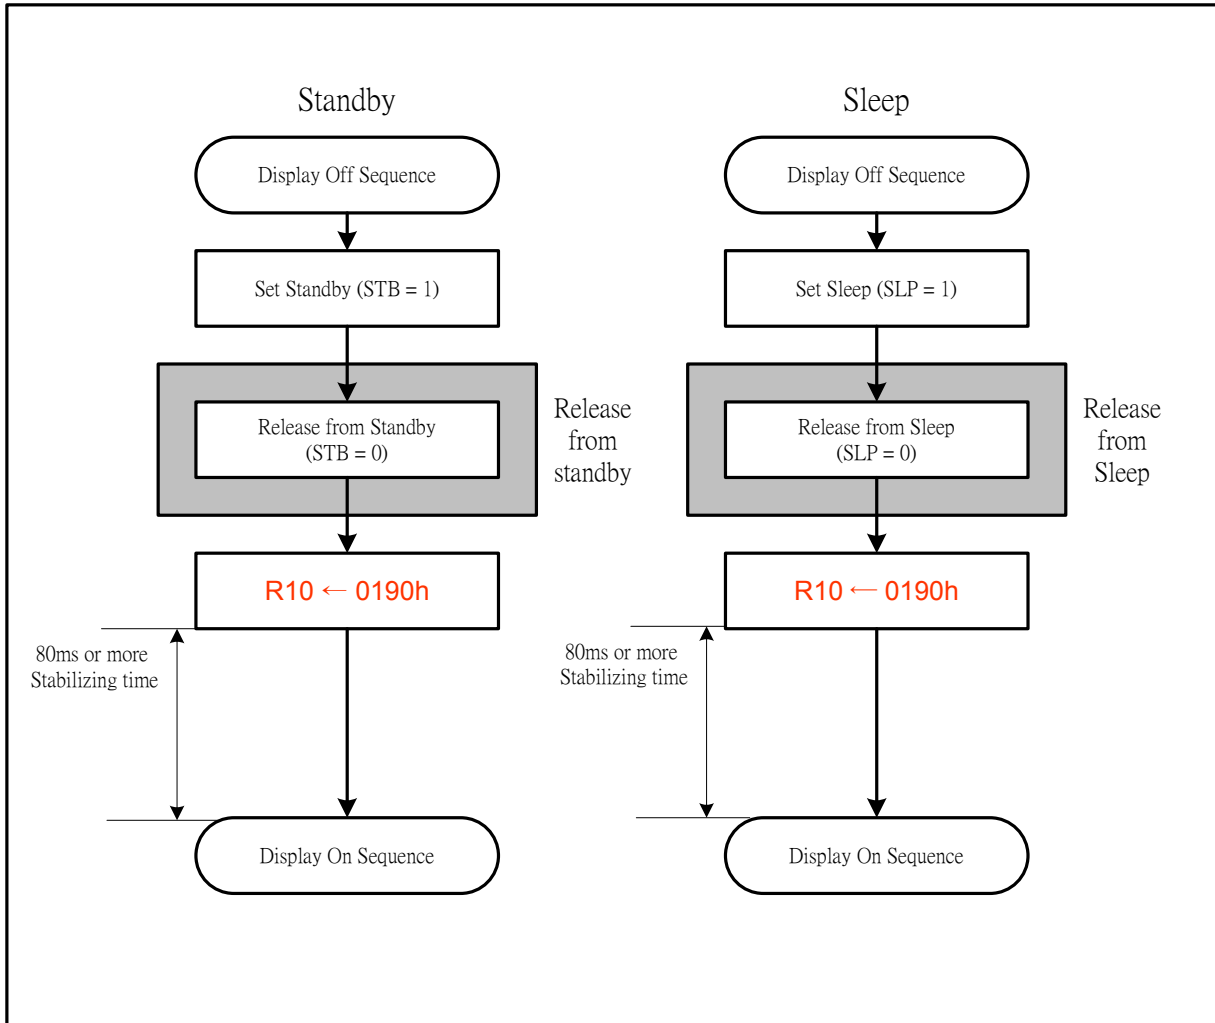 Standby
Display Off Sequence
Set Standby (STB = 1)
Release from Standby
(STB = 0)
Release
from
standby
R10 ← 0190h
80ms or more
Stabilizing time
Display On Sequence
Sleep
Display Off Sequence
Set Sleep (SLP = 1)
Release from Sleep
(SLP = 0)
Release
from
Sleep
R10 ← 0190h
80ms or more
Stabilizing time
Display On Sequence